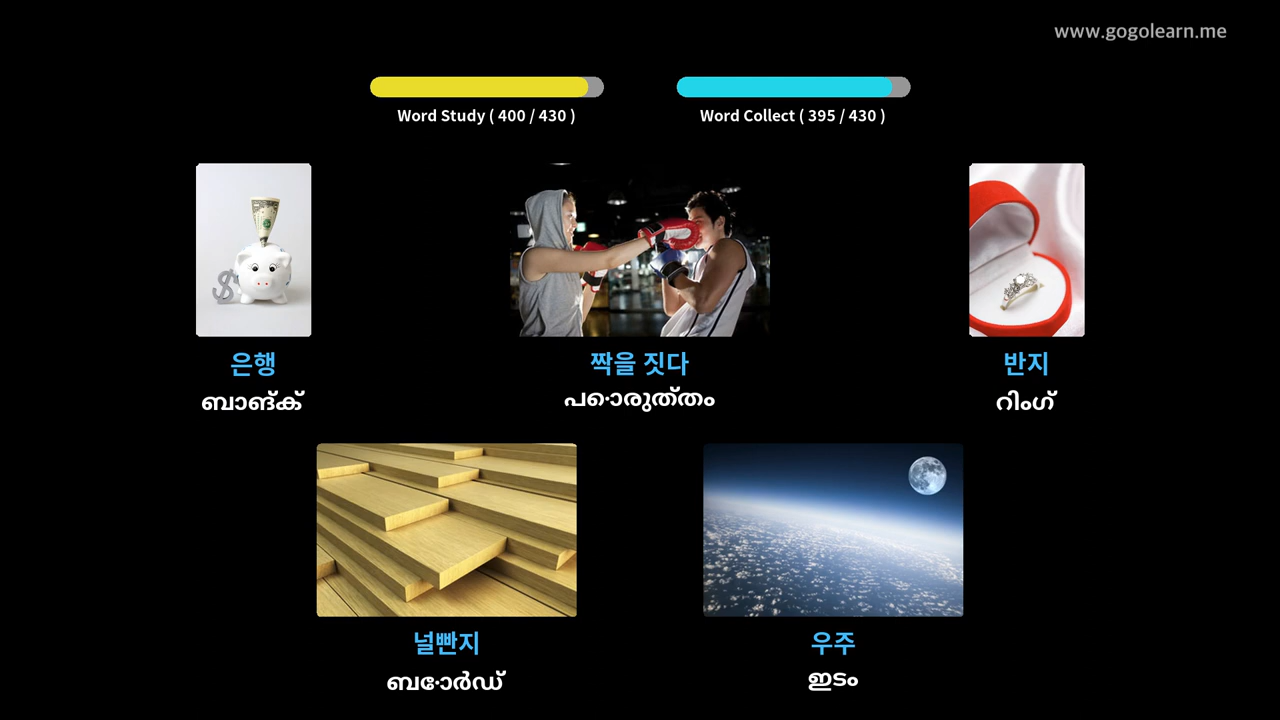 www.gogolearn.me
Word Study ( 400 / 430 )
Word Collect ( 395 / 430 )
은행
ബാങ്ക്
짝을 짓다
പൊരുത്തം
반지
റിംഗ്
널빤지
ബോർഡ്
우주
ഇടം